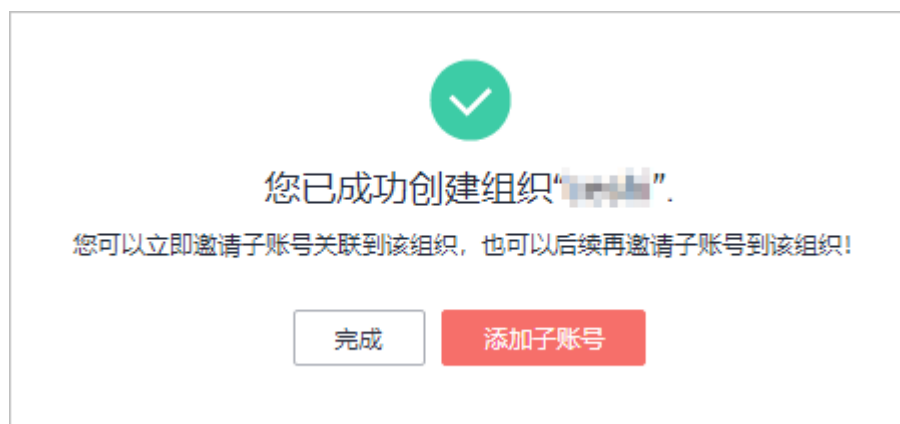 您已成功创建组织“”.
您可以立即邀请子账号关联到该组织，也可以后续再邀请子账号到该组织！
完成
添加子账号